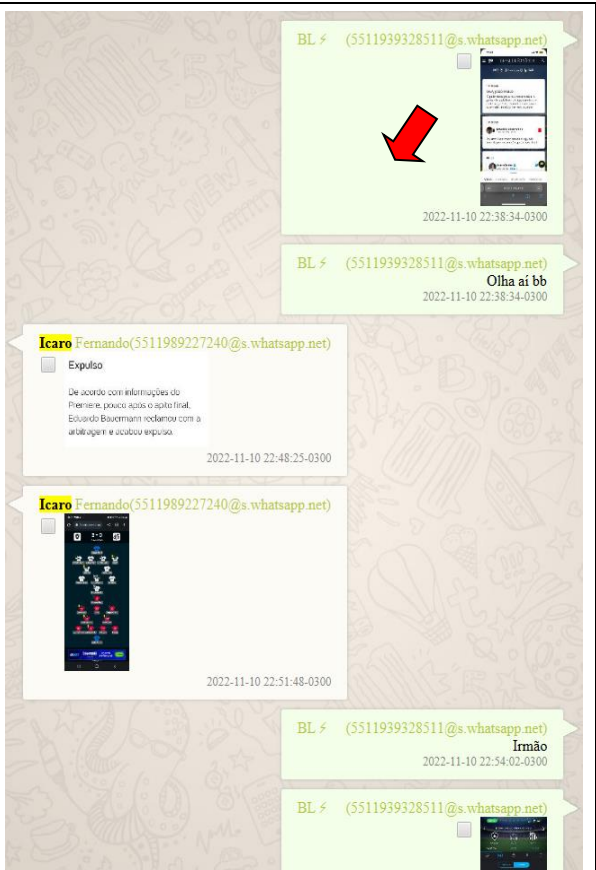 BL ⚡ (5511939328511@s.whatsapp.net)
2022-11-10 22:38:34-0300
BL ⚡ (5511939328511@s.whatsapp.net)
Olha aí bb
2022-11-10 22:38:34-0300
Icaro Fernando(5511989227240@s.whatsapp.net)
Expulso
De acordo com informações do
Premiere, pouco após o apito final,
Eduardo Bauermann reclamou com a
arbitragem e acabou expulso.
2022-11-10 22:48:25-0300
Icaro Fernando(5511989227240@s.whatsapp.net)
2022-11-10 22:51:48-0300
BL ⚡ (5511939328511@s.whatsapp.net)
Irmão
2022-11-10 22:54:02-0300
BL ⚡ (5511939328511@s.whatsapp.net)